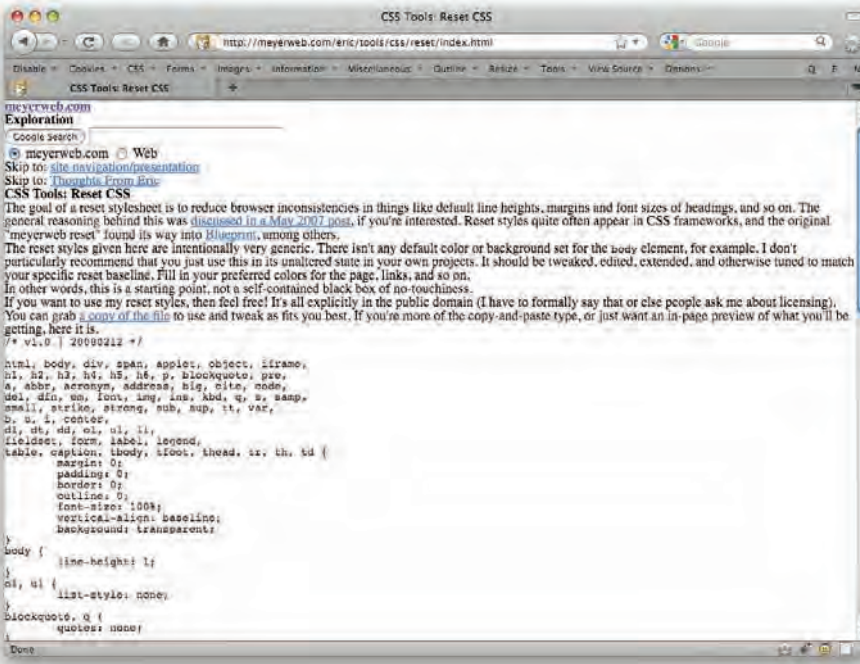 CSS Tools: Reset CSS
http://meyerweb.com/eric/tools/css/reset/index.html
Google
Disable Cookies CSS Forms Images Information Miscellaneous Outline Resize Tools View Source Options
CSS Tools: Reset CSS
meyerweb.com
Exploration
Google Search
meyerweb.com Web
Skip to: site navigation/presentation
Skip to: Thoughts From Eric
CSS Tools: Reset CSS
The goal of a reset stylesheet is to reduce browser inconsistencies in things like default line heights, margins and font sizes of headings, and so on. The
general reasoning behind this was discussed in a May 2007 post, if you're interested. Reset styles quite often appear in CSS frameworks, and the original
"meyerweb reset" found its way into Blueprint, among others.
The reset styles given here are intentionally very generic. There isn't any default color or background set for the body element, for example. I don't
particularly recommend that you just use this in its unaltered state in your own projects. It should be tweaked, edited, extended, and otherwise tuned to match
your specific reset baseline. Fill in your preferred colors for the page, links, and so on.
In other words, this is a starting point, not a self-contained black box of no-touchiness.
If you want to use my reset styles, then feel free! It's all explicitly in the public domain (I have to formally say that or else people ask me about licensing).
You can grab a copy of the file to use and tweak as fits you best. If you're more of the copy-and-paste type, or just want an in-page preview of what you'll be
getting, here it is.
/* v1.0 | 20080212 */
html, body, div, span, applet, object, iframe,
h1, h2, h3, h4, h5, h6, p, blockquote, pre,
a, abbr, acronym, address, big, cite, code,
del, dfn, em, font, img, ins, kbd, q, s, samp,
small, strike, strong, sub, sup, tt, var,
b, u, i, center,
dl, dt, dd, ol, ul, li,
fieldset, form, label, legend,
table, caption, tbody, tfoot, thead, tr, th, td {
margin: 0;
padding: 0;
border: 0;
outline: 0;
font-size: 100%;
vertical-align: baseline;
background: transparent;
}
body {
line-height: 1;
}
ol, ul {
list-style: none;
}
blockquote, q {
quotes: none;
}
Done